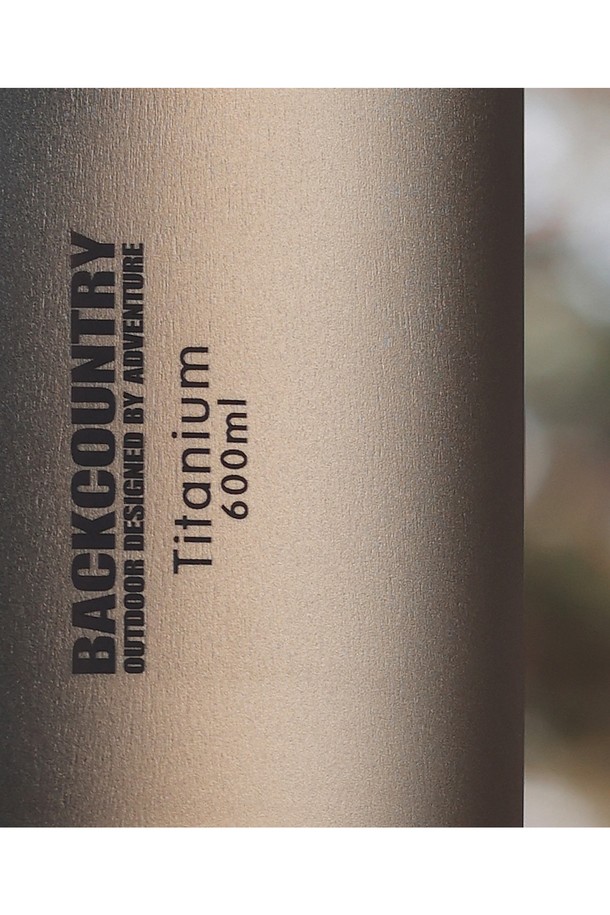 BACKCOUNTRY
OUTDOOR DESIGNED BY ADVENTURE
Titanium
600ml